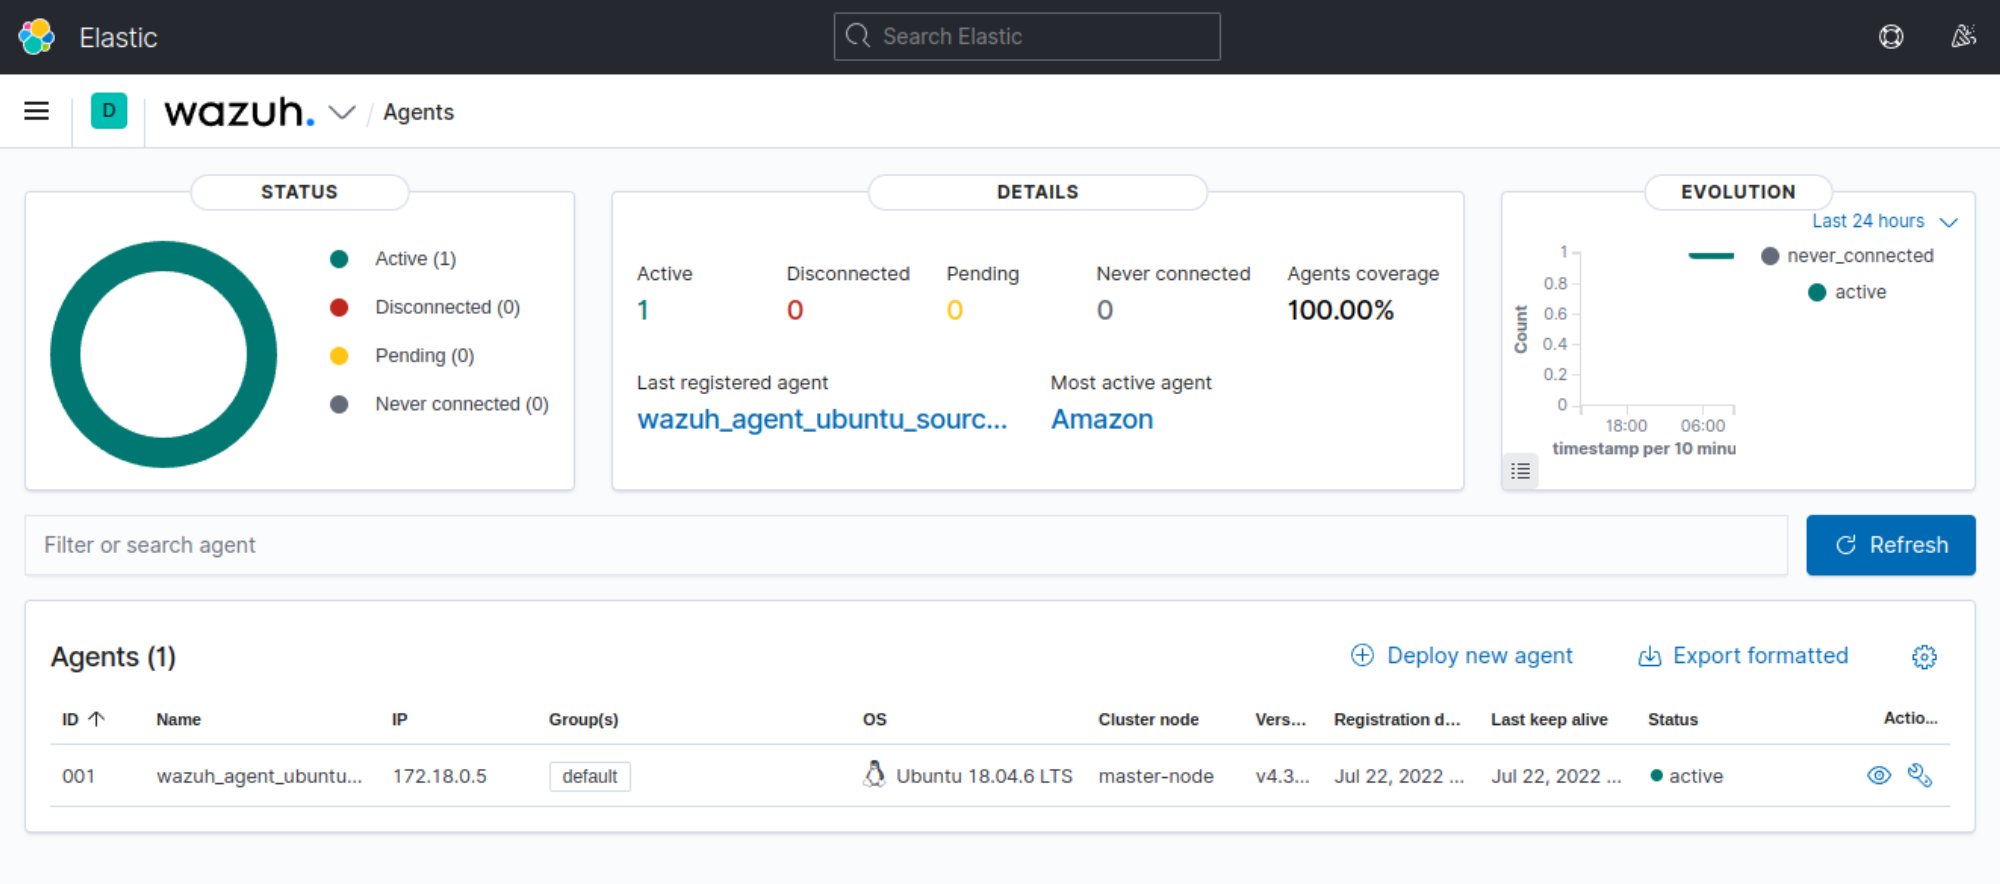 Elastic
Search Elastic
D
wazuh.
/ Agents
STATUS
Active (1)
Disconnected (0)
Pending (0)
Never connected (0)
DETAILS
Active
1
Disconnected
0
Pending
0
Never connected
0
Agents coverage
100.00%
Last registered agent
wazuh_agent_ubuntu_sourc...
Most active agent
Amazon
EVOLUTION
Last 24 hours
never_connected
active
1
0.8
0.6
0.4
0.2
0
Count
18:00 06:00
timestamp per 10 minu
Filter or search agent
Refresh
Agents (1)
Deploy new agent
Export formatted
ID Name IP Group(s) OS Cluster node Vers... Registration d... Last keep alive Status Actio...
001 wazuh_agent_ubuntu... 172.18.0.5 default Ubuntu 18.04.6 LTS master-node v4.3... Jul 22, 2022 ... Jul 22, 2022 ... active